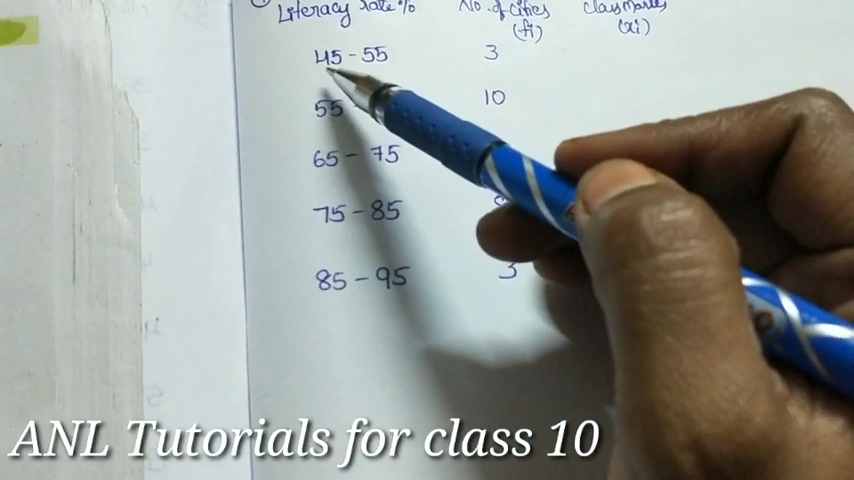 Literacy rate % No. of cities Class Marks
(fi) (xi)
45 - 55 3
55 10
65 - 75
75 - 85
85 - 95 3
ANL Tutorials for class 10